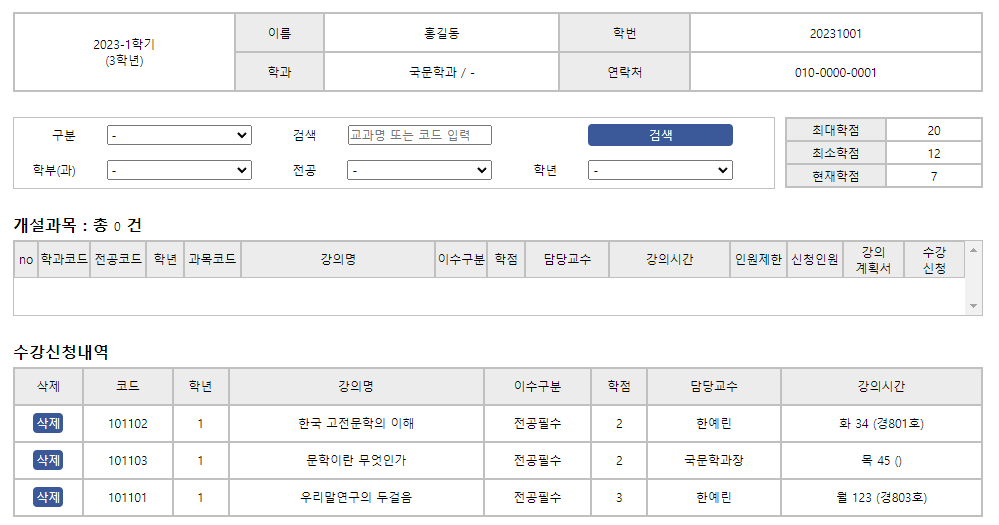 2023-1학기
(3학년)
이름 홍길동 학번 20231001
학과 국문학과 / - 연락처 010-0000-0001
구분 - 검색 교과명 또는 코드 입력 검색
학부(과) - 전공 - 학년 -
최대학점 20
최소학점 12
현재학점 7
개설과목 : 총 0 건
no 학과코드 전공코드 학년 과목코드 강의명 이수구분 학점 담당교수 강의시간 인원제한 신청인원 강의 계획서 수강 신청
수강신청내역
삭제 코드 학년 강의명 이수구분 학점 담당교수 강의시간
삭제 101102 1 한국 고전문학의 이해 전공필수 2 한예린 화 34 (경801호)
삭제 101103 1 문학이란 무엇인가 전공필수 2 국문학과장 목 45 ()
삭제 101101 1 우리말연구의 두걸음 전공필수 3 한예린 월 123 (경803호)